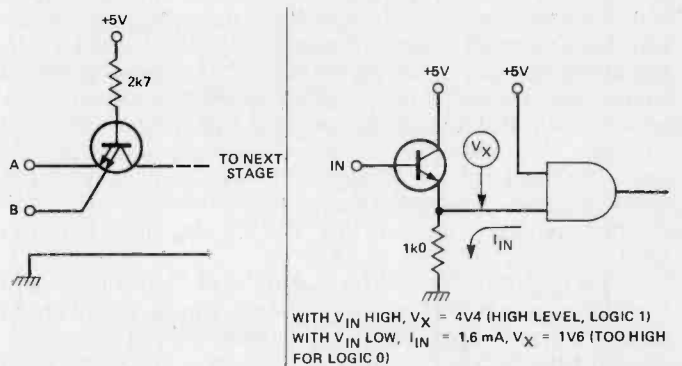 +5V
2k7
A
B
TO NEXT
STAGE
+5V
+5V
IN
VX
IIN
1k0
WITH VIN HIGH, VX = 4V4 (HIGH LEVEL, LOGIC 1)
WITH VIN LOW, IIN = 1.6 mA, VX = 1V6 (TOO HIGH
FOR LOGIC 0)